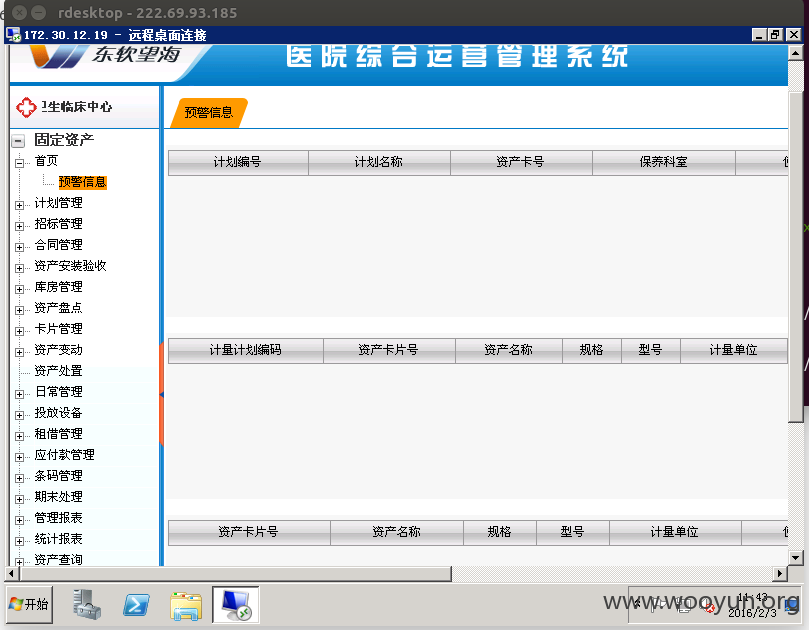 rdesktop - 222.69.93.185
172.30.12.19 - 远程桌面连接
东软望海
医院综合运营管理系统
卫生临床中心
预警信息
固定资产
首页
预警信息
计划管理
招标管理
合同管理
资产安装验收
库房管理
资产盘点
卡片管理
资产变动
资产处置
日常管理
投放设备
租借管理
应付款管理
条码管理
期末处理
管理报表
统计报表
资产查询
计划编号 计划名称 资产卡号 保养科室
计量计划编码 资产卡片号 资产名称 规格 型号 计量单位
资产卡片号 资产名称 规格 型号 计量单位
开始
11:43
2016/2/3
www.wooyun.org